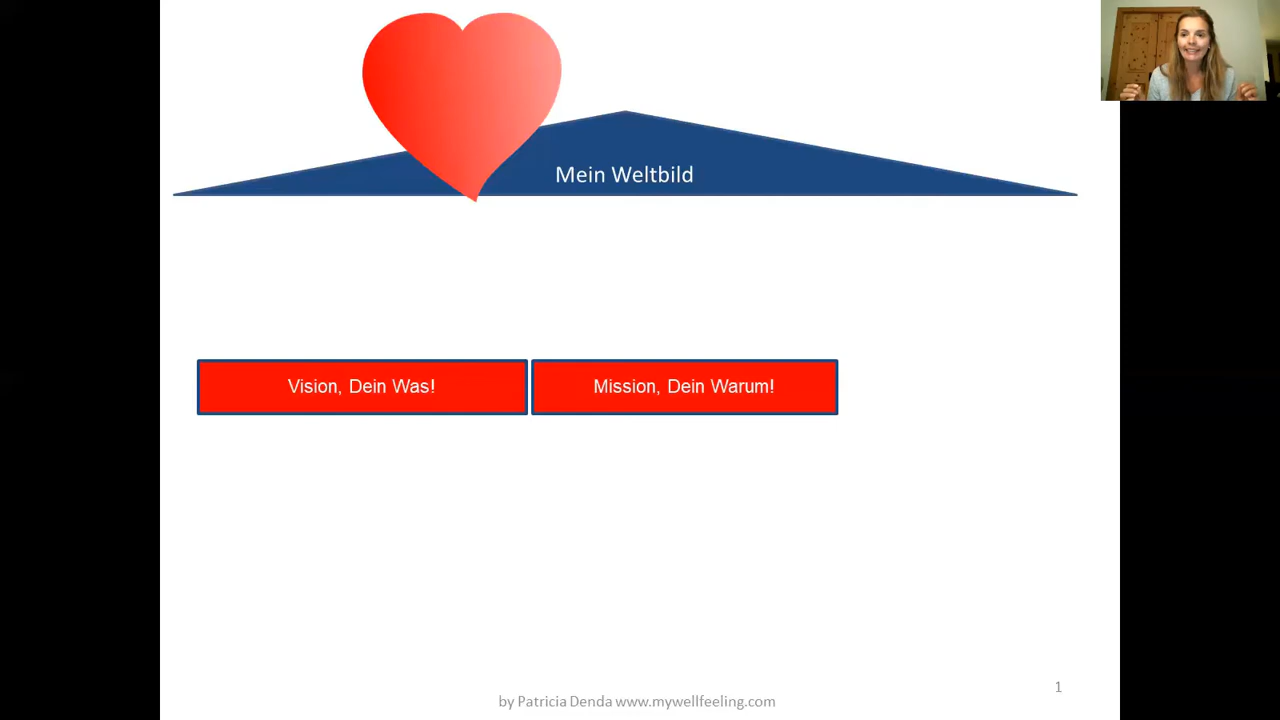 Mein Weltbild
Vision, Dein Was!
Mission, Dein Warum!
1
by Patricia Denda www.mywellfeeling.com